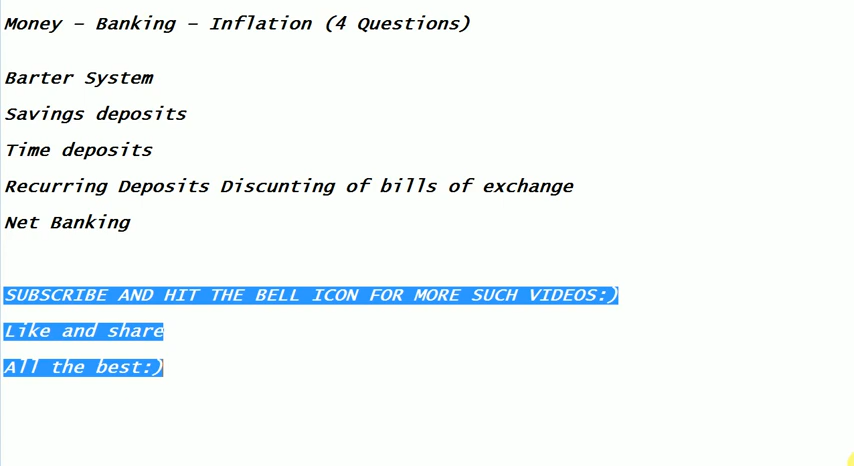 Money – Banking – Inflation (4 Questions)
Barter System
Savings deposits
Time deposits
Recurring Deposits Discunting of bills of exchange
Net Banking
SUBSCRIBE AND HIT THE BELL ICON FOR MORE SUCH VIDEOS:)
Like and share
All the best:)